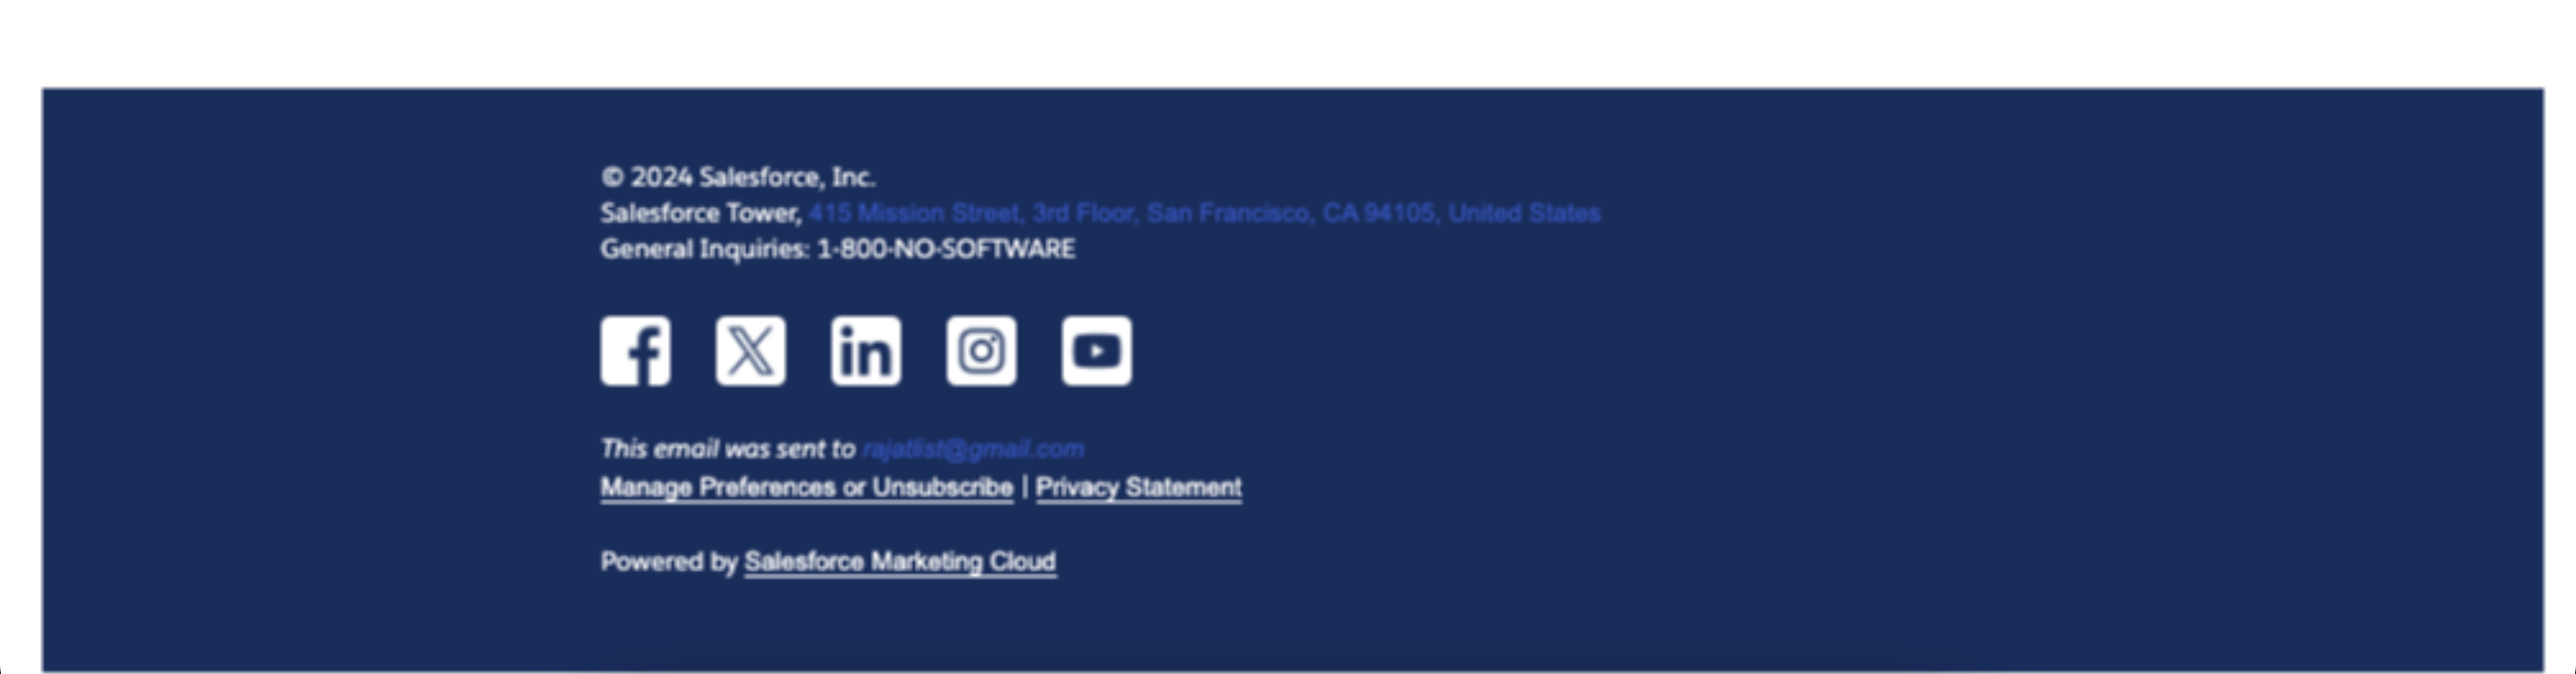 © 2024 Salesforce, Inc.
Salesforce Tower, 415 Mission Street, 3rd Floor, San Francisco, CA 94105, United States
General Inquiries: 1-800-NO-SOFTWARE
f X in
This email was sent to rajatlist@gmail.com
Manage Preferences or Unsubscribe | Privacy Statement
Powered by Salesforce Marketing Cloud